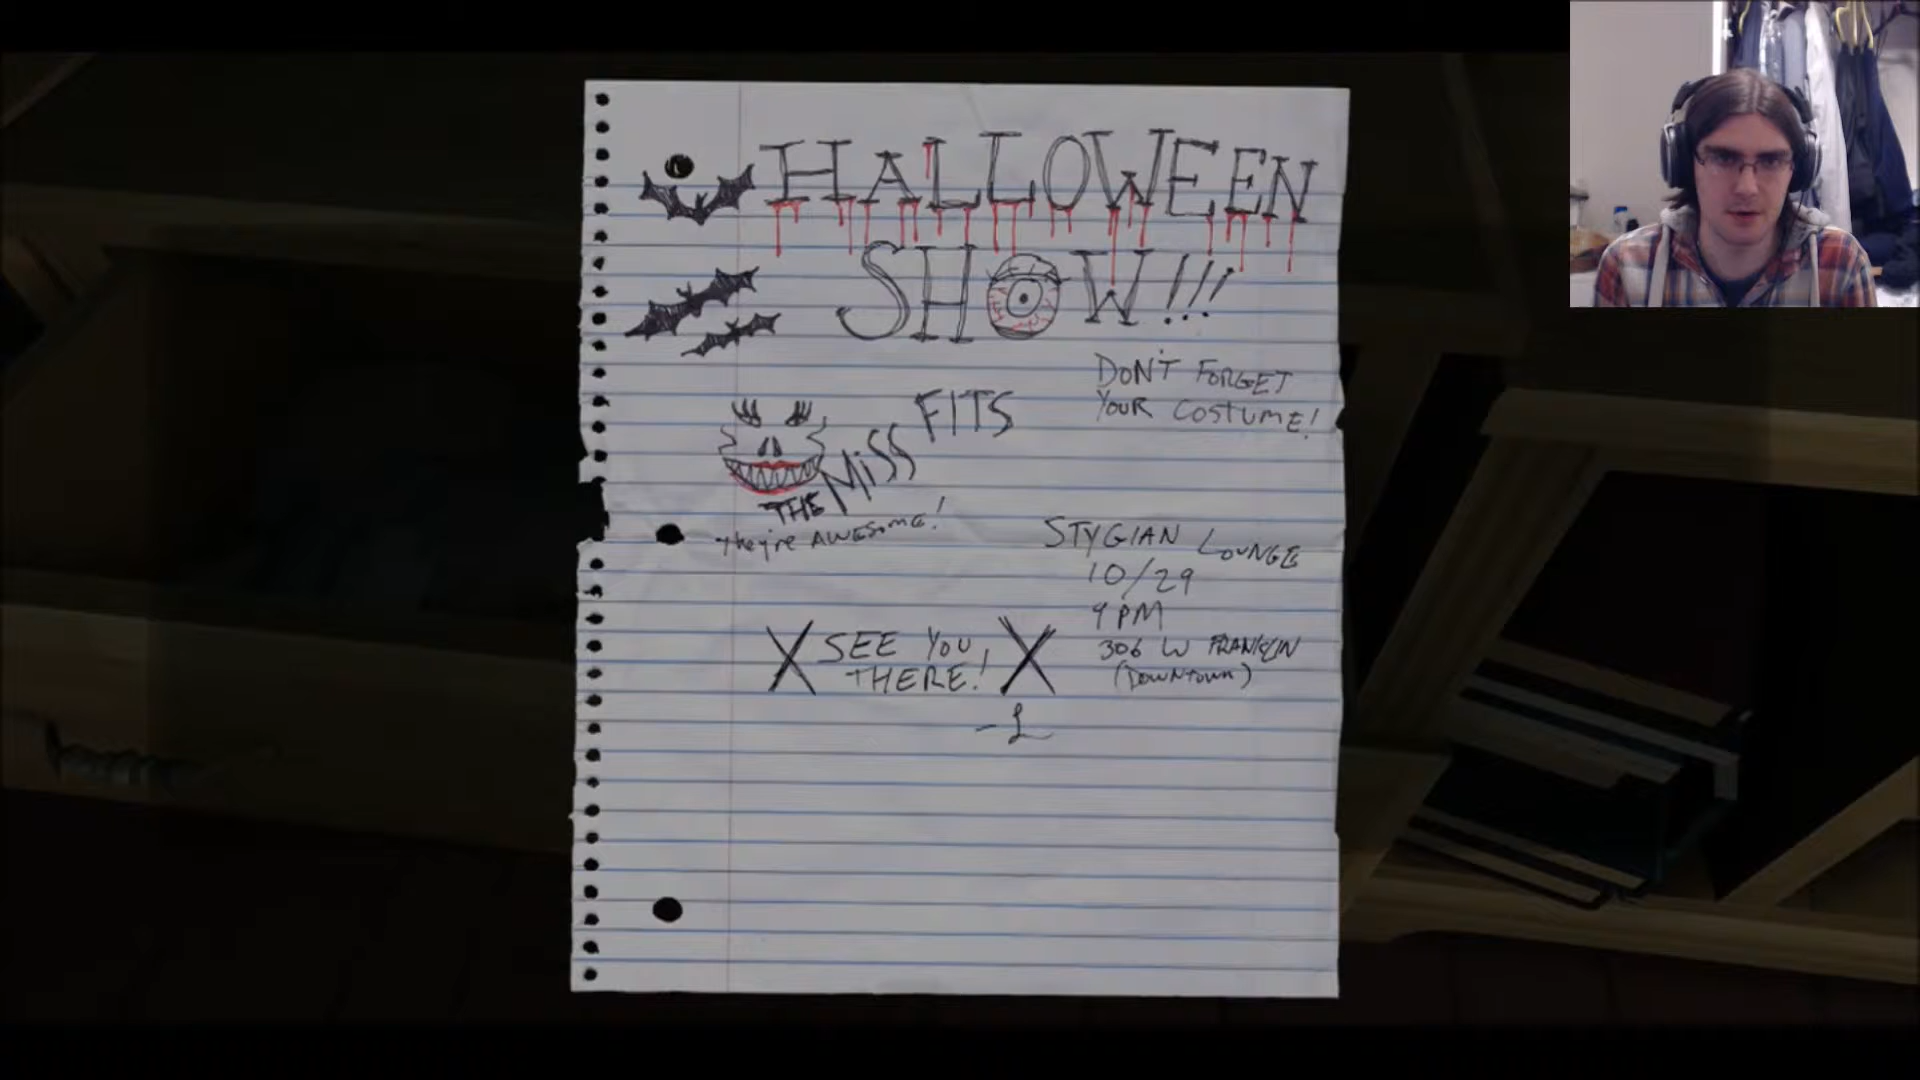 HALLOWEEN
SHOW!!!
DON'T FORGET
YOUR COSTUME!
THE MISS FITS
They're AWESOME!
STYGIAN LOUNGE
10/29
9 PM
306 W FRANKLIN
(DOWNTOWN)
X SEE YOU X
THERE!
-L